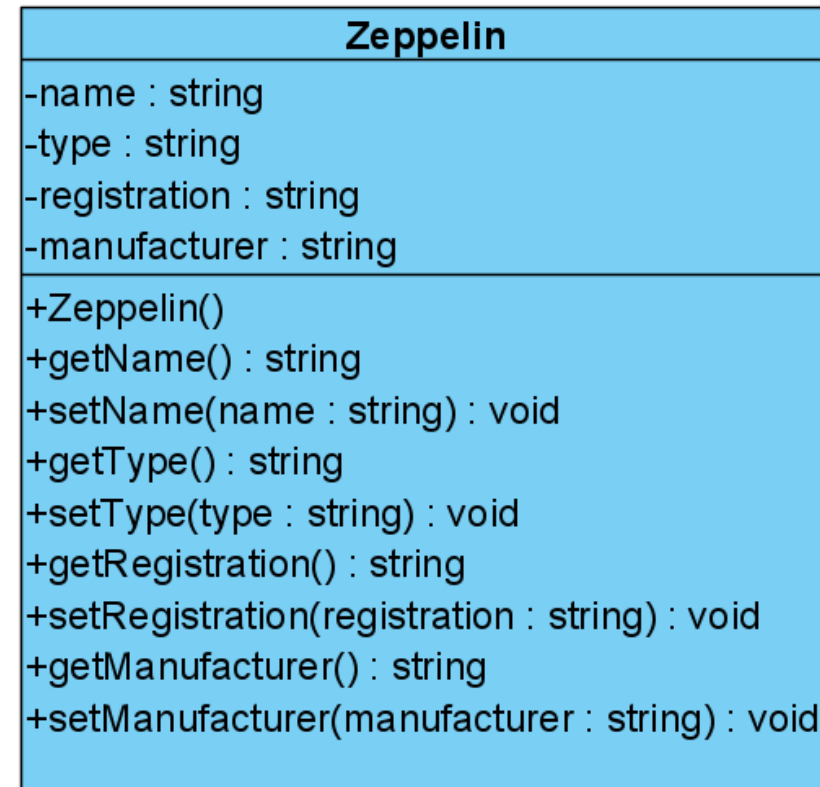 Zeppelin
-name : string
-type : string
-registration : string
-manufacturer : string
+Zeppelin()
+getName() : string
+setName(name : string) : void
+getType() : string
+setType(type : string) : void
+getRegistration() : string
+setRegistration(registration : string) : void
+getManufacturer() : string
+setManufacturer(manufacturer : string) : void